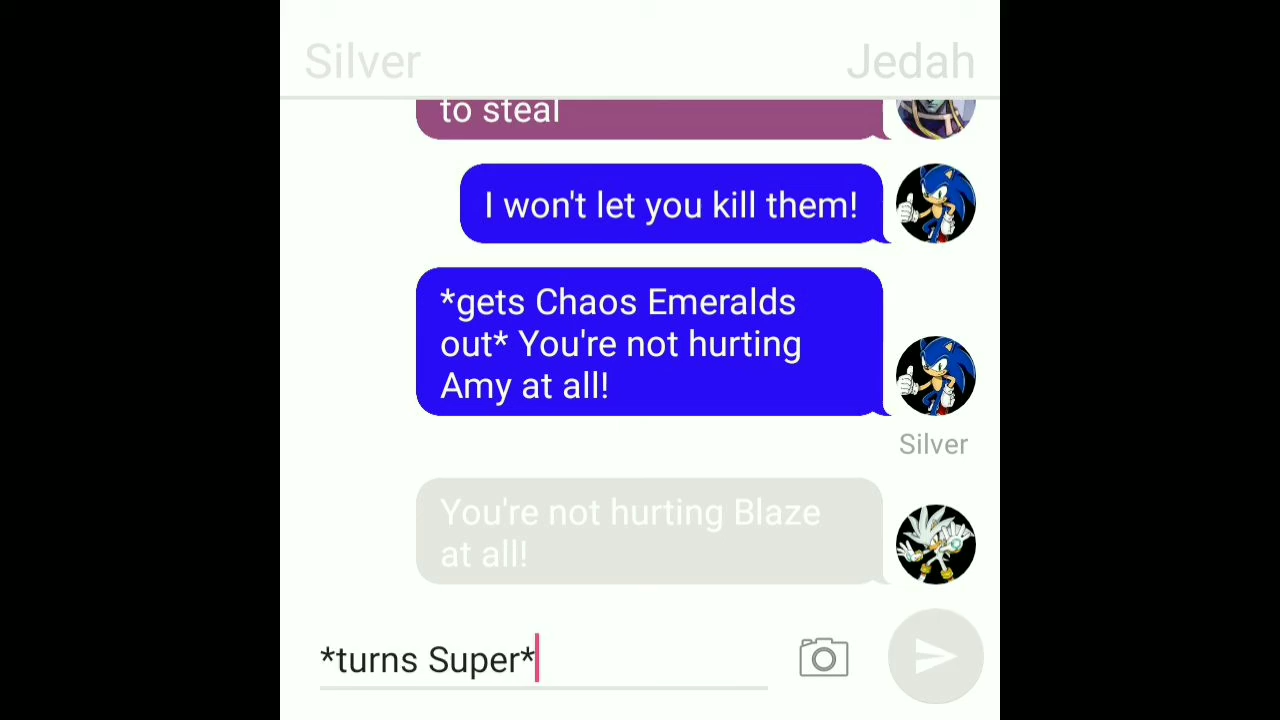 Silver
Jedah
to steal
I won't let you kill them!
*gets Chaos Emeralds
out* You're not hurting
Amy at all!
Silver
You're not hurting Blaze
at all!
*turns Super*